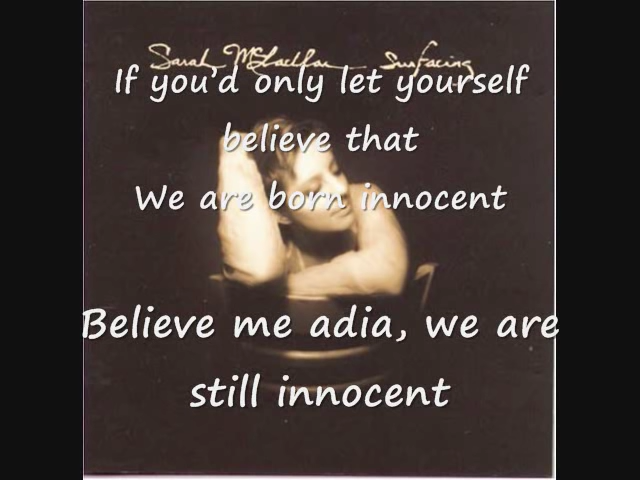 Sarah McLachlan Surfacing
If you'd only let yourself
believe that
We are born innocent
Believe me adia, we are
still innocent